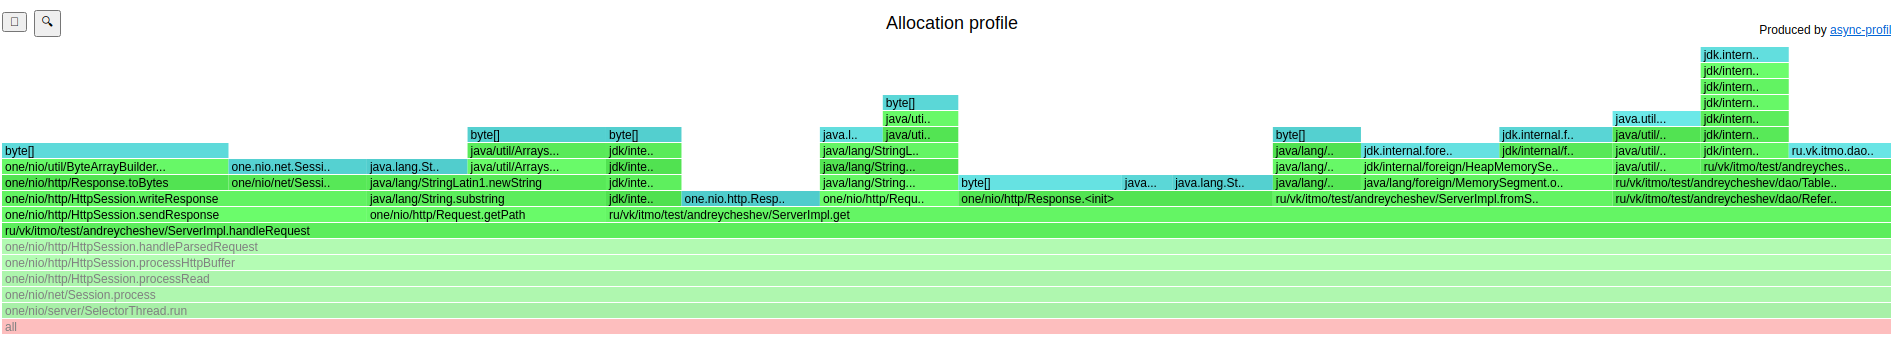 Allocation profile
Produced by async-profil
jdk.intern..
jdk/intern..
jdk/intern..
byte[] jdk/intern..
java/uti.. java.util... jdk/intern..
byte[] byte[] java.l.. java/uti.. byte[] jdk.internal.f.. java/util/.. jdk/intern..
byte[] java/util/Arrays... jdk/inte.. java/lang/StringL.. java/lang/.. jdk.internal.fore.. jdk/internal/f.. java/util/.. jdk/intern.. ru.vk.itmo.dao..
one/nio/util/ByteArrayBuilder... one.nio.net.Sessi.. java.lang.St.. java/util/Arrays... jdk/inte.. java/lang/String... java/lang/.. jdk/internal/foreign/HeapMemorySe.. java/util/.. ru/vk/itmo/test/andreyches..
one/nio/http/Response.toBytes one/nio/net/Sessi.. java/lang/StringLatin1.newString jdk/inte.. java/lang/String... byte[] java... java.lang.St.. java/lang/.. java/lang/foreign/MemorySegment.o.. ru/vk/itmo/test/andreycheshev/dao/Table..
one/nio/http/HttpSession.writeResponse java/lang/String.substring jdk/inte.. one.nio.http.Resp.. one/nio/http/Requ.. one/nio/http/Response.&lt;init&gt; ru/vk/itmo/test/andreycheshev/ServerImpl.fromS.. ru/vk/itmo/test/andreycheshev/dao/Refer..
one/nio/http/HttpSession.sendResponse one/nio/http/Request.getPath ru/vk/itmo/test/andreycheshev/ServerImpl.get
ru/vk/itmo/test/andreycheshev/ServerImpl.handleRequest
one/nio/http/HttpSession.handleParsedRequest
one/nio/http/HttpSession.processHttpBuffer
one/nio/http/HttpSession.processRead
one/nio/net/Session.process
one/nio/server/SelectorThread.run
all